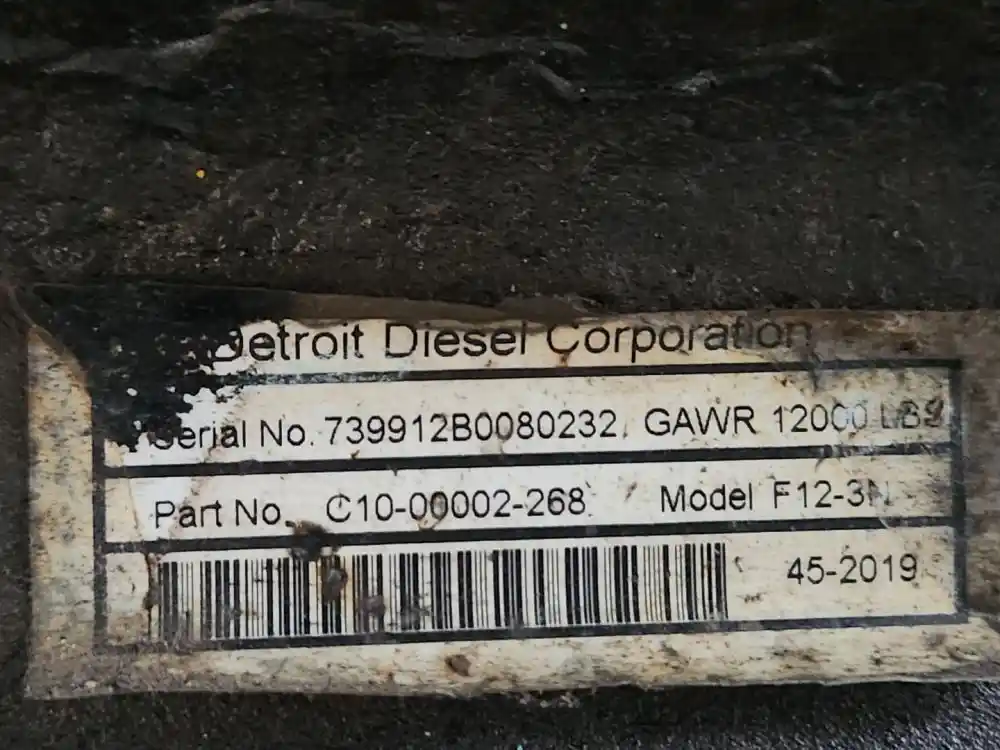 Detroit Diesel Corporation
Serial No. 739912B0080232 GAWR 12000 LBS
Part No. C10-00002-268 Model F12-3N
45-2019